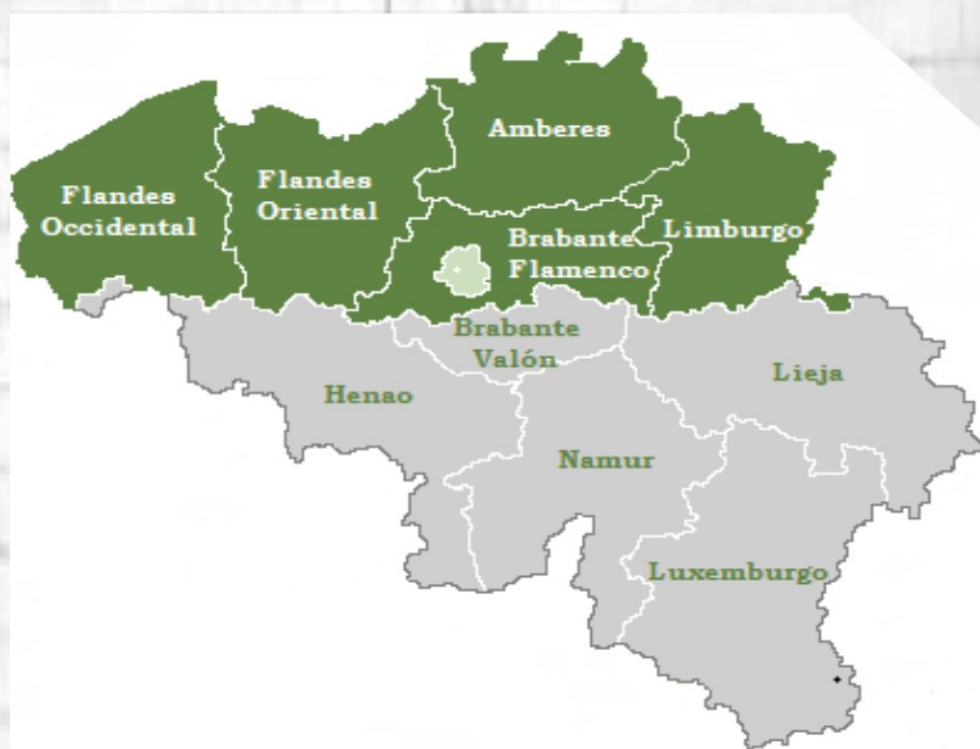 Amberes
Flandes
Occidental
Flandes
Oriental
Brabante
Flamenco
Limburgo
Brabante
Valón
Henao
Lieja
Namur
Luxemburgo